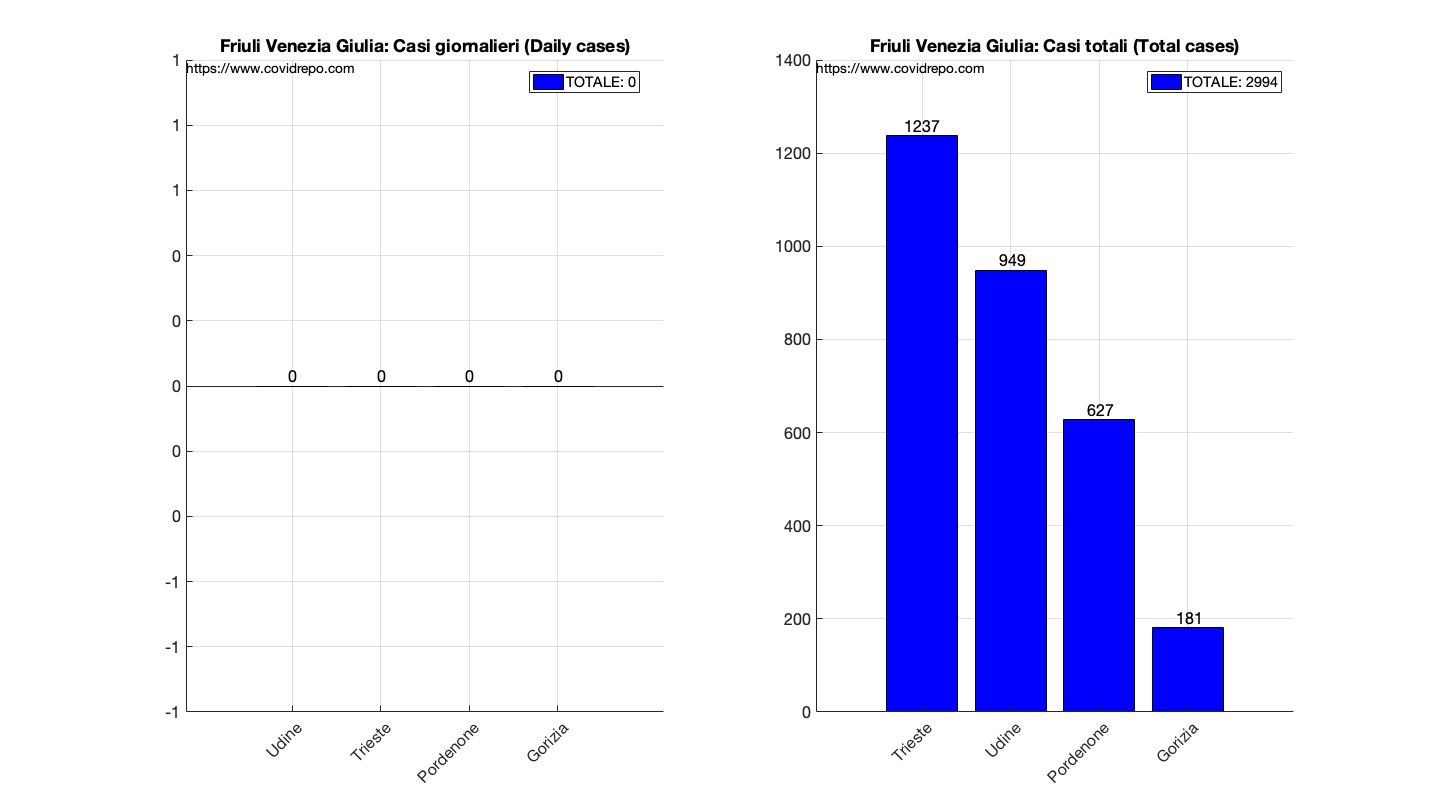 Friuli Venezia Giulia: Casi giornalieri (Daily cases)
https://www.covidrepo.com
TOTALE: 0
1
1
1
0
0
0
0
0
-1
-1
-1
0 0 0 0
Udine Trieste Pordenone Gorizia
Friuli Venezia Giulia: Casi totali (Total cases)
https://www.covidrepo.com
TOTALE: 2994
1400
1200
1000
800
600
400
200
0
1237
949
627
181
Trieste Udine Pordenone Gorizia